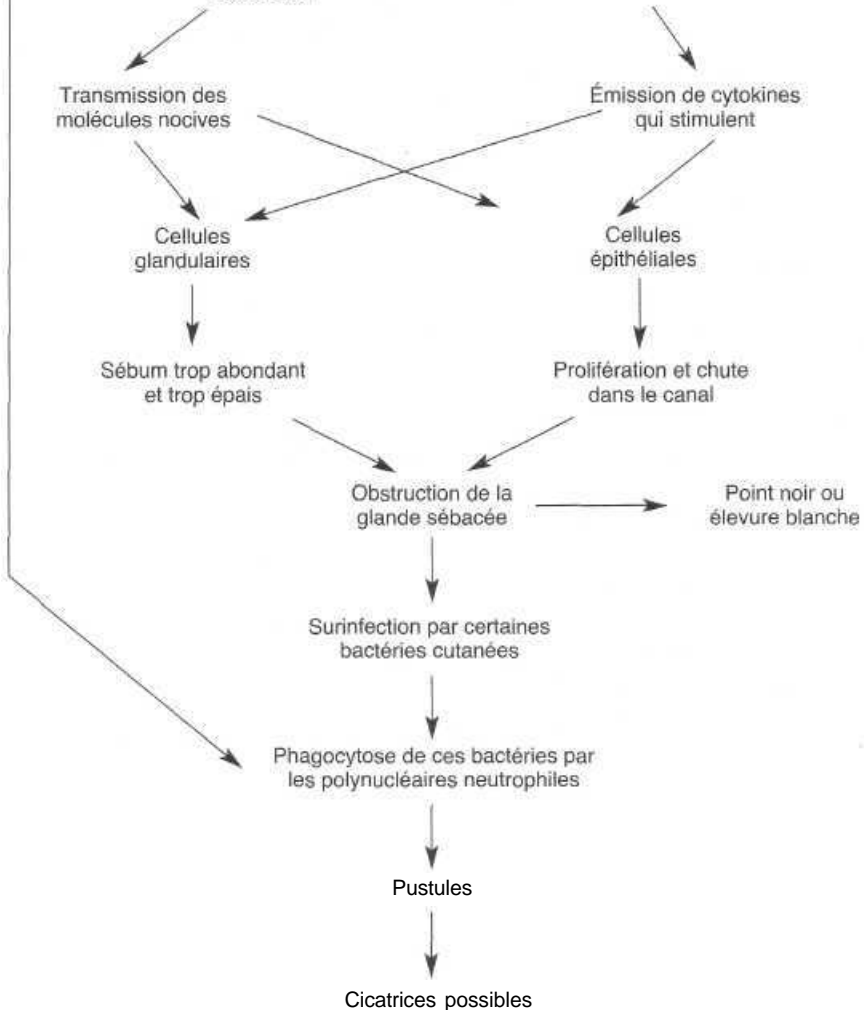 Transmission des
molécules nocives
Émission de cytokines
qui stimulent
Cellules
glandulaires
Cellules
épithéliales
Sébum trop abondant
et trop épais
Prolifération et chute
dans le canal
Obstruction de la
glande sébacée
Point noir ou
élevure blanche
Surinfection par certaines
bactéries cutanées
Phagocytose de ces bactéries par
les polynucléaires neutrophiles
Pustules
Cicatrices possibles